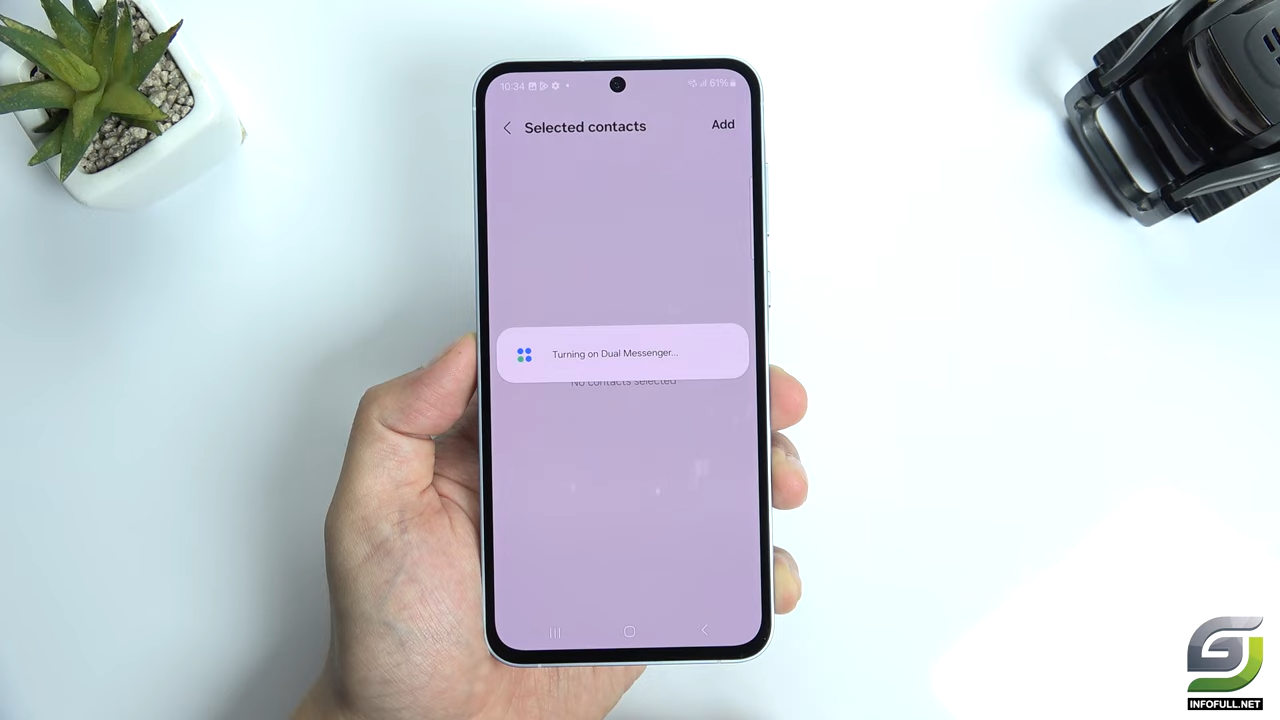 10:34
61%
Selected contacts
Add
Turning on Dual Messenger...
No contacts selected
INFOFULL.NET